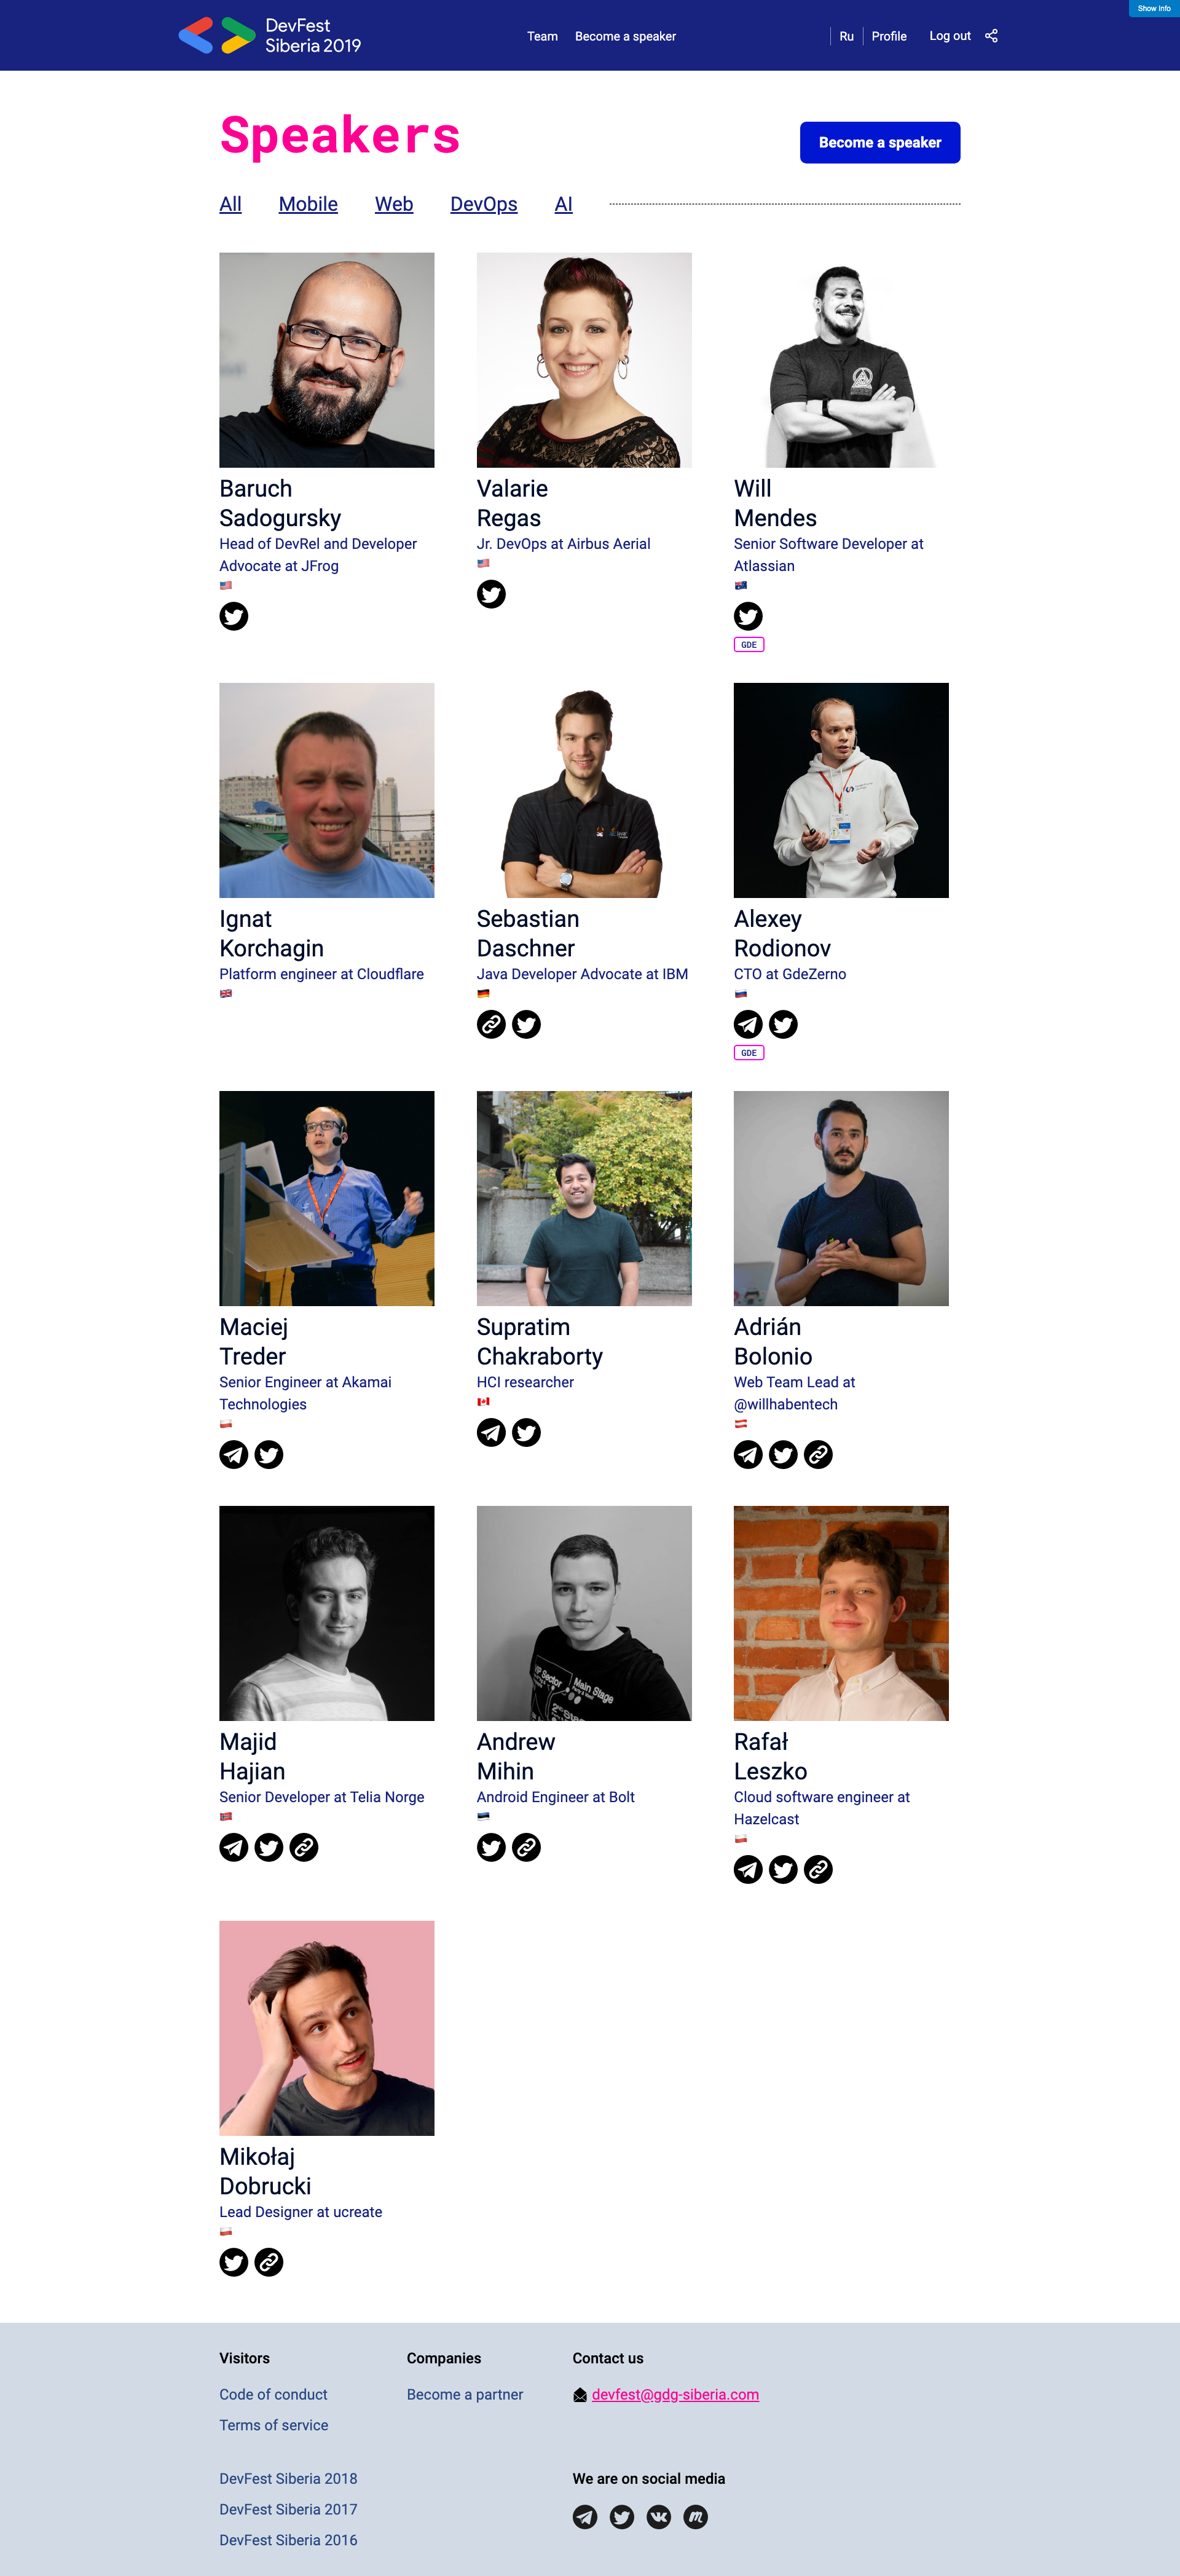 Show Info
DevFest
Siberia 2019
Team Become a speaker Ru Profile Log out
Speakers
Become a speaker
All Mobile Web DevOps AI
Baruch
Sadogursky
Head of DevRel and Developer
Advocate at JFrog
Valarie
Regas
Jr. DevOps at Airbus Aerial
Will
Mendes
Senior Software Developer at
Atlassian
GDE
Ignat
Korchagin
Platform engineer at Cloudflare
Sebastian
Daschner
Java Developer Advocate at IBM
Alexey
Rodionov
CTO at GdeZerno
GDE
Maciej
Treder
Senior Engineer at Akamai
Technologies
Supratim
Chakraborty
HCI researcher
Adrián
Bolonio
Web Team Lead at
@willhabentech
Main Stage
Majid
Hajian
Senior Developer at Telia Norge
Andrew
Mihin
Android Engineer at Bolt
Rafał
Leszko
Cloud software engineer at
Hazelcast
Mikołaj
Dobrucki
Lead Designer at ucreate
Visitors
Code of conduct
Terms of service
Companies
Become a partner
Contact us
devfest@gdg-siberia.com
DevFest Siberia 2018
DevFest Siberia 2017
DevFest Siberia 2016
We are on social media